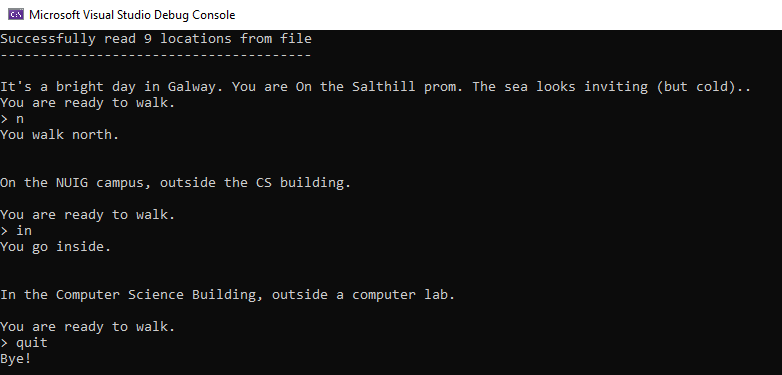 C:\ Microsoft Visual Studio Debug Console
Successfully read 9 locations from file
---------------------------------------
It's a bright day in Galway. You are On the Salthill prom. The sea looks inviting (but cold)..
You are ready to walk.
> n
You walk north.
On the NUIG campus, outside the CS building.
You are ready to walk.
> in
You go inside.
In the Computer Science Building, outside a computer lab.
You are ready to walk.
> quit
Bye!